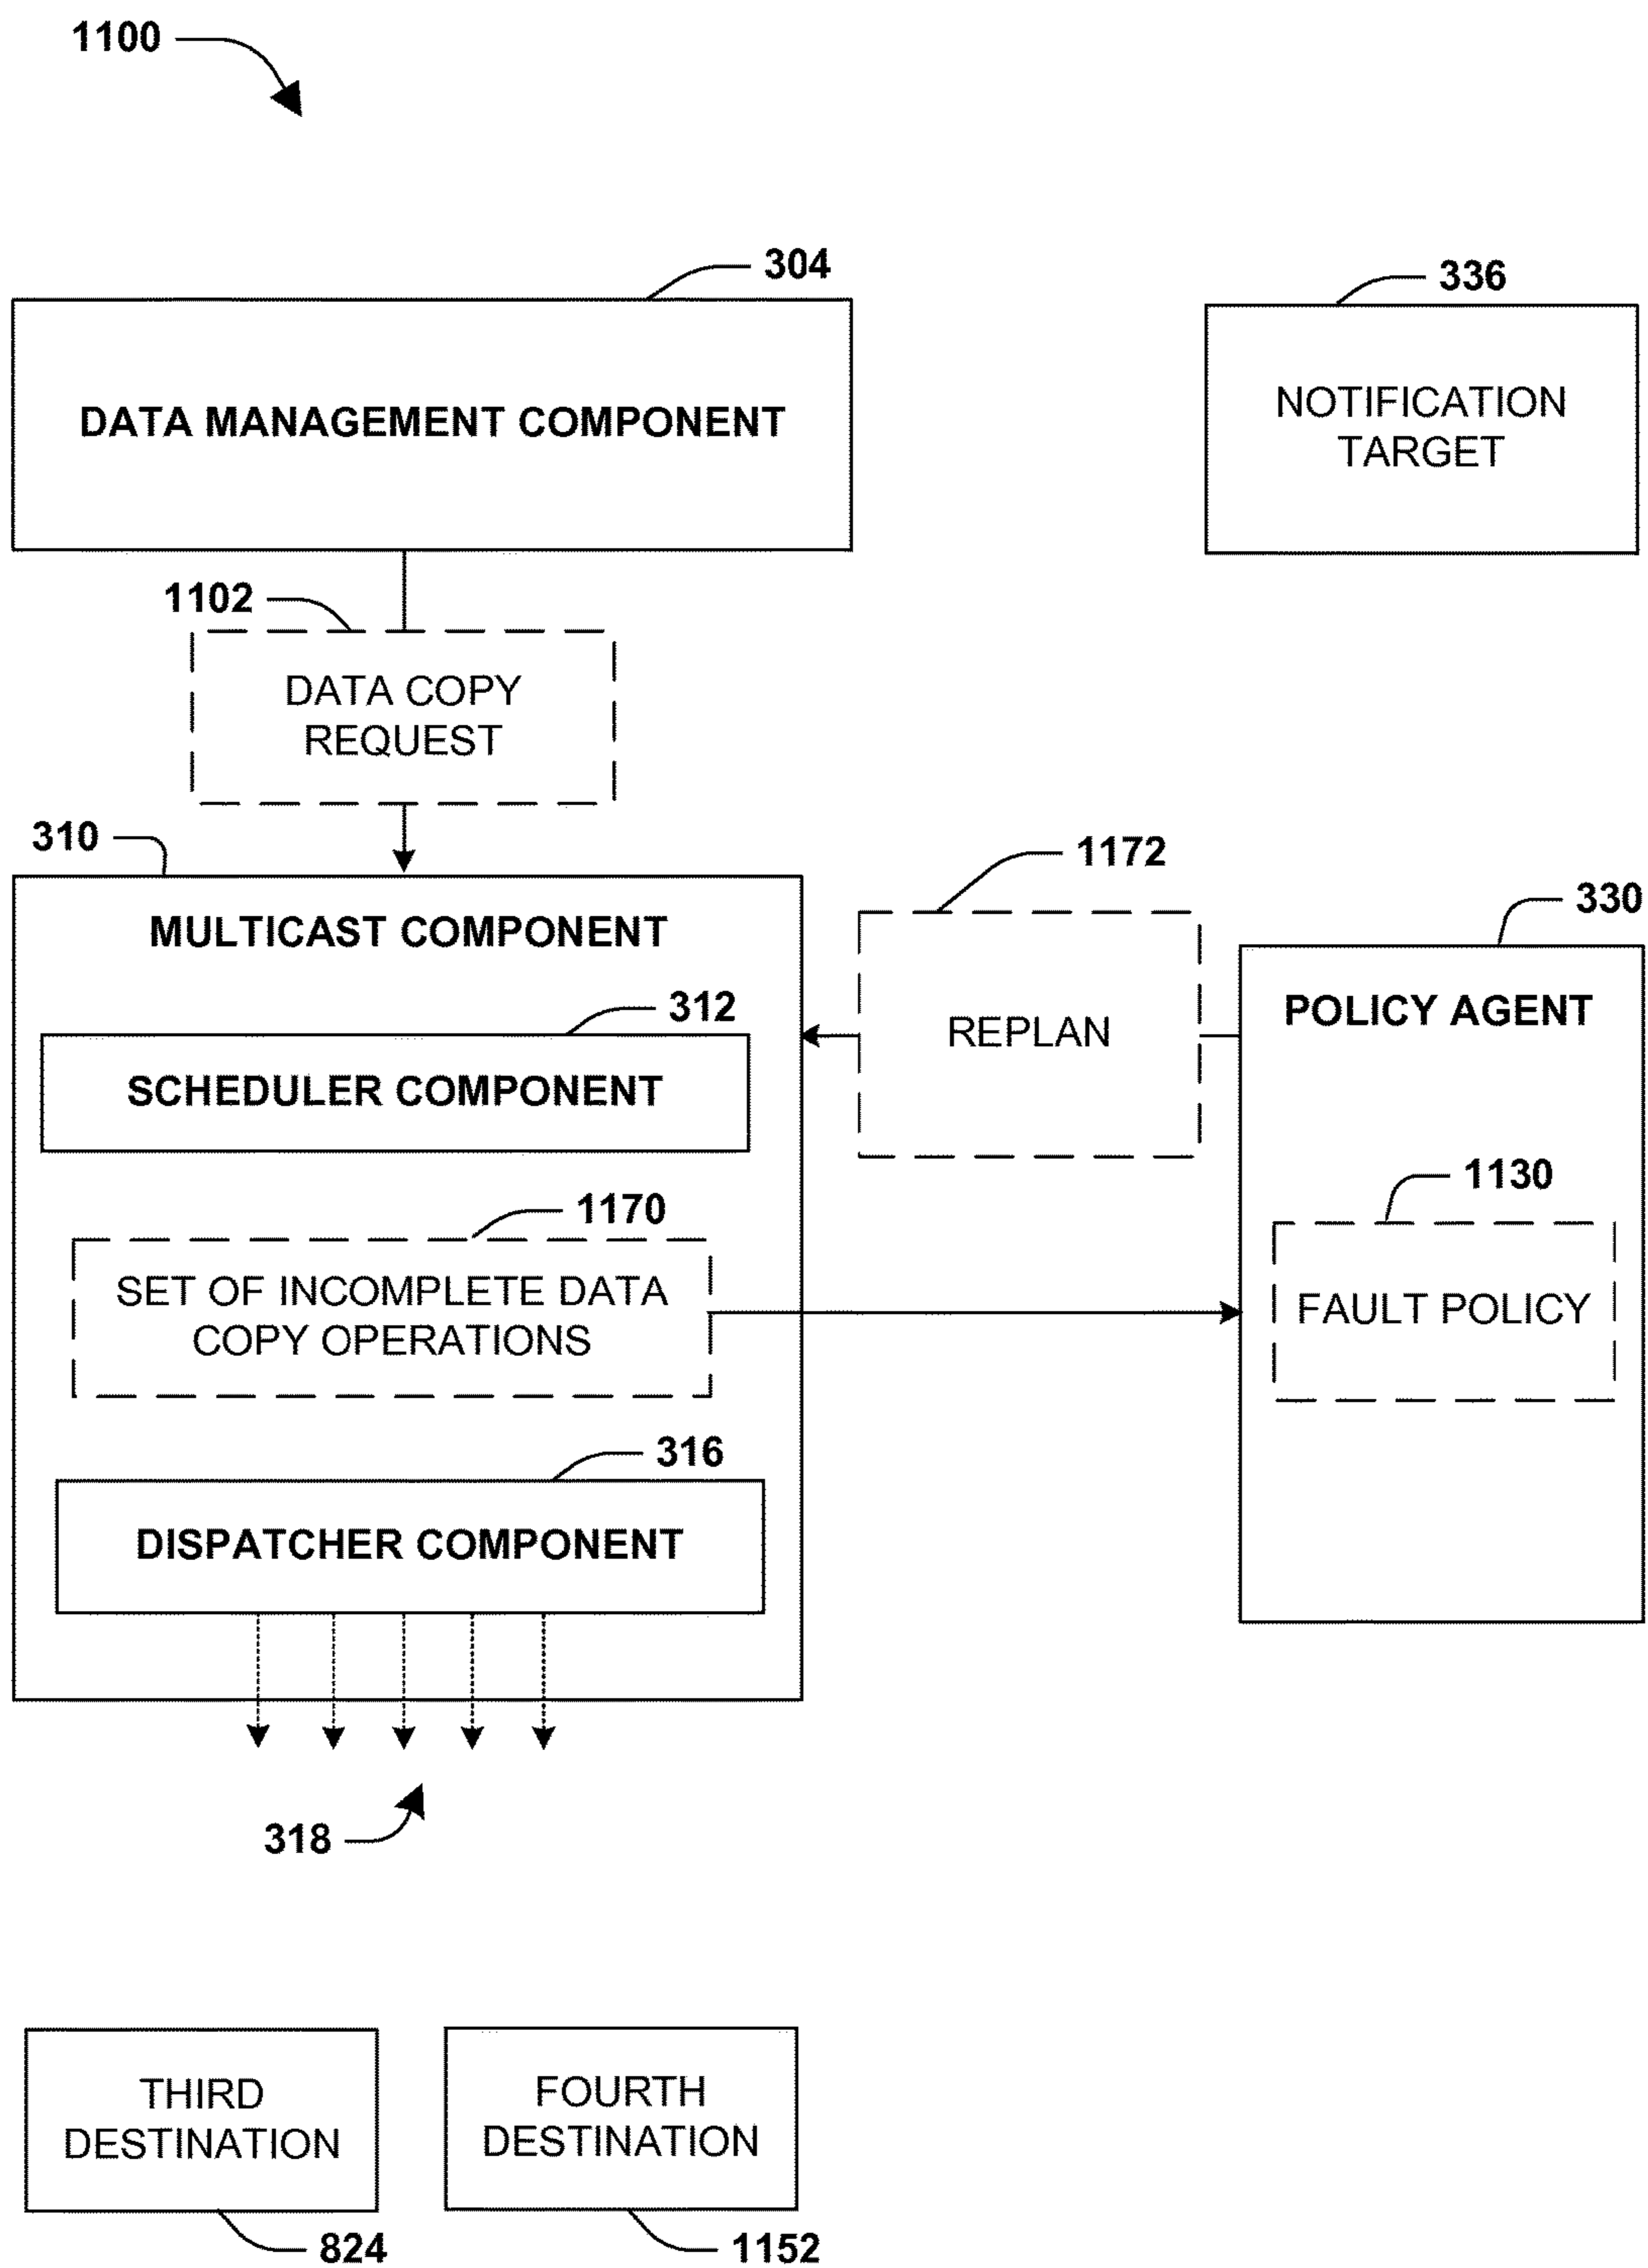 1100
304
DATA MANAGEMENT COMPONENT
336
NOTIFICATION
TARGET
1102
DATA COPY
REQUEST
310
MULTICAST COMPONENT
312
SCHEDULER COMPONENT
1172
REPLAN
330
POLICY AGENT
1130
FAULT POLICY
1170
SET OF INCOMPLETE DATA
COPY OPERATIONS
316
DISPATCHER COMPONENT
318
THIRD
DESTINATION
824
FOURTH
DESTINATION
1152